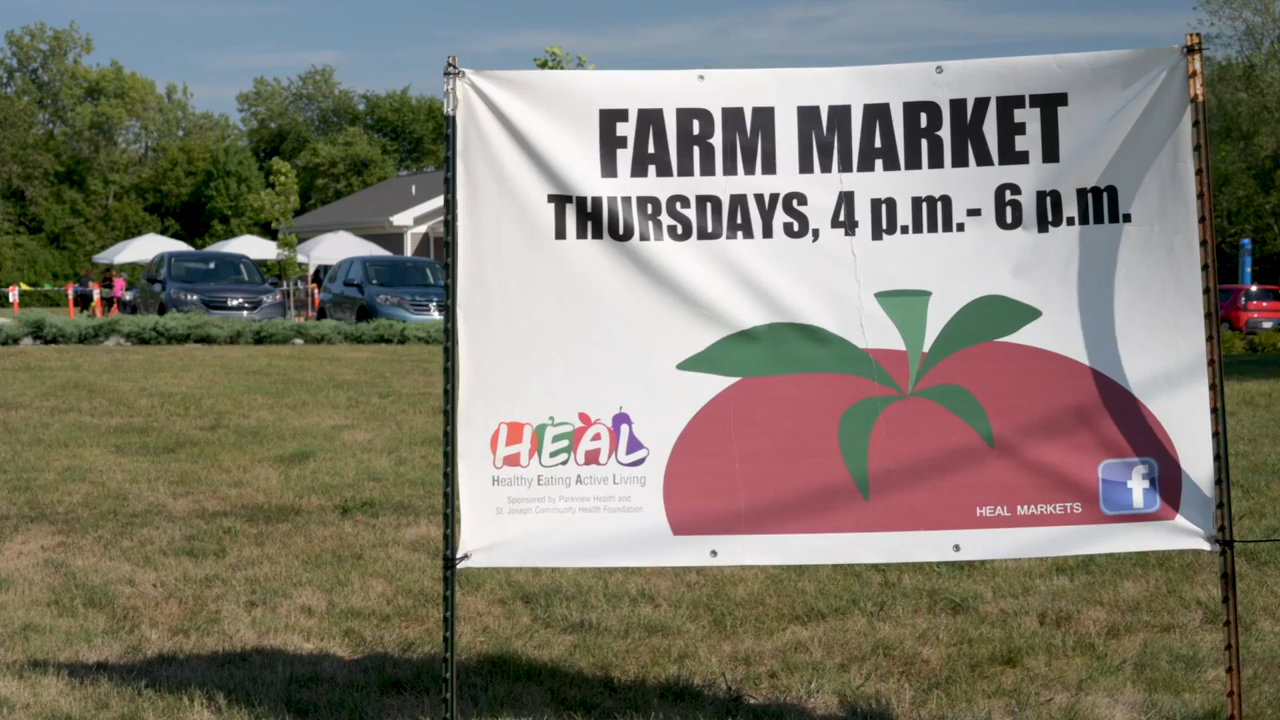 FARM MARKET
THURSDAYS, 4 p.m.- 6 p.m.
HEAL
Healthy Eating Active Living
Sponsored by Parkview Health and
St. Joseph Community Health Foundation
HEAL MARKETS
f